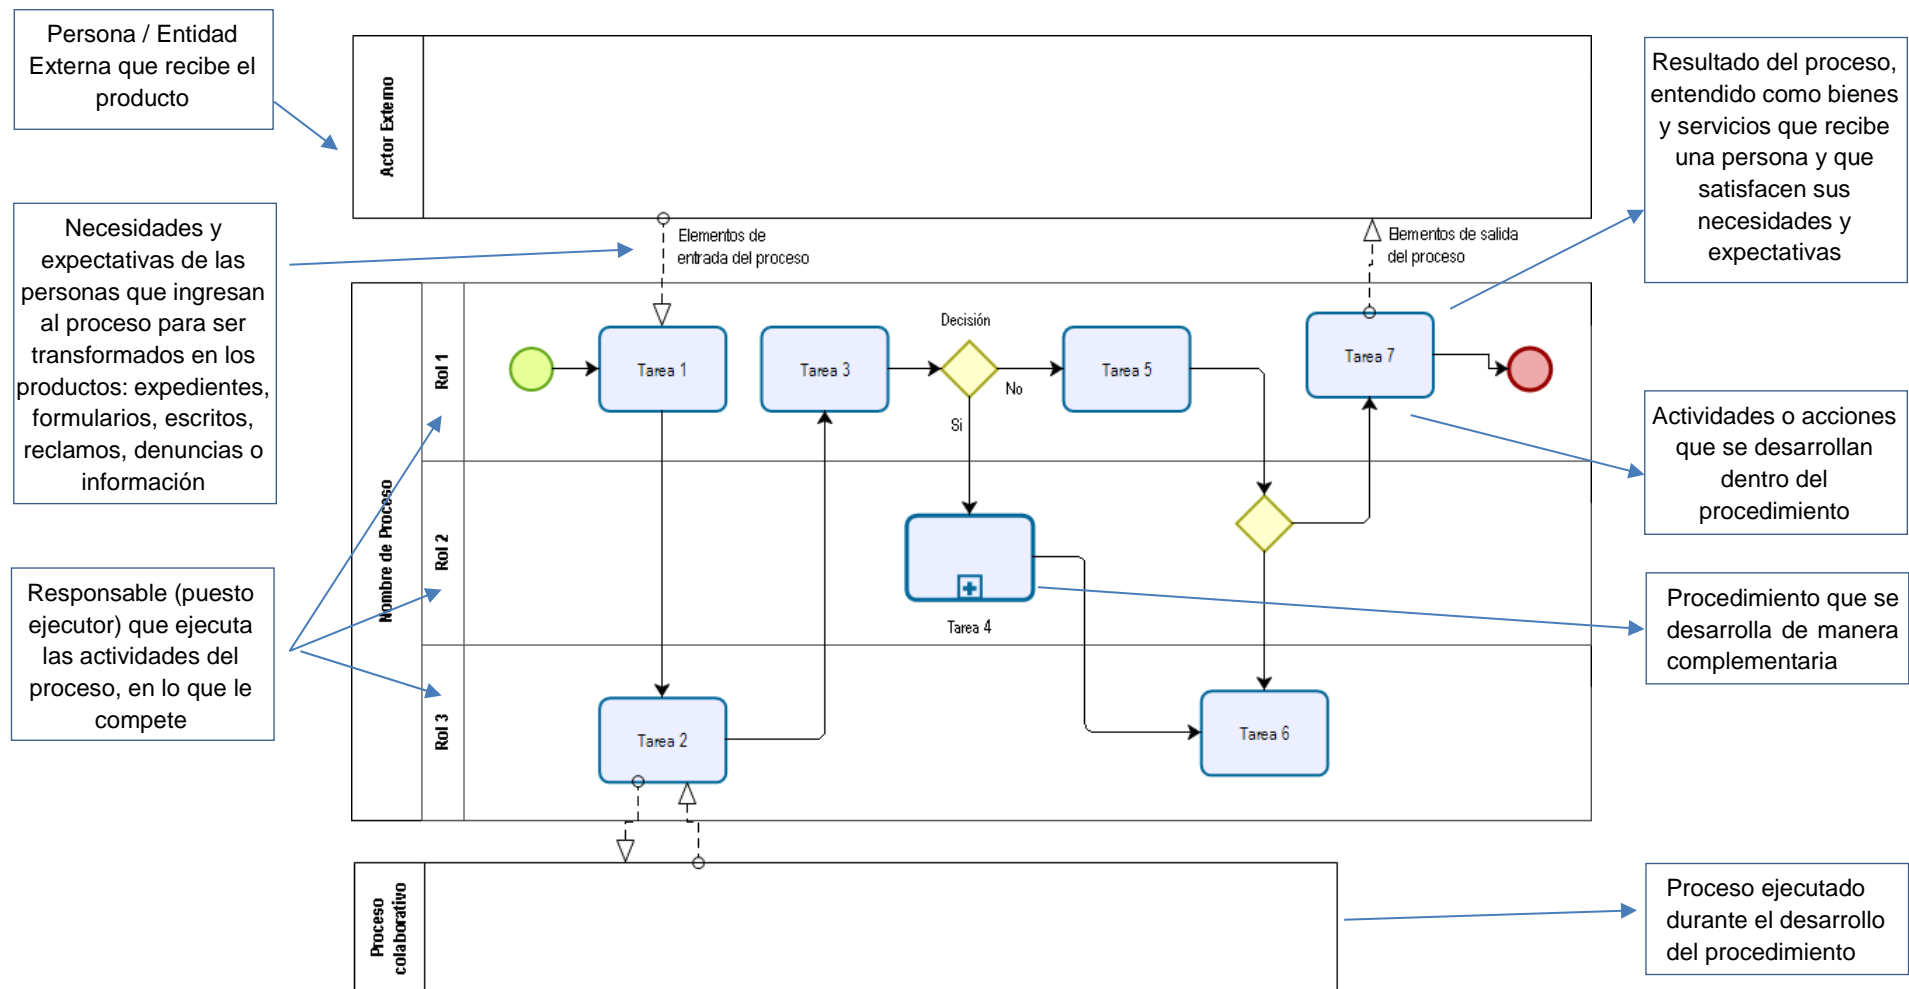 Persona / Entidad
Externa que recibe el
producto
Necesidades y
expectativas de las
personas que ingresan
al proceso para ser
transformados en los
productos: expedientes,
formularios, escritos,
reclamos, denuncias o
información
Responsable (puesto
ejecutor) que ejecuta
las actividades del
proceso, en lo que le
compete
Actor Externo
Elementos de
entrada del proceso
Elementos de salida
del proceso
Nombre de Proceso
Rol 1
Tarea 1
Tarea 3
Decisión
No
Si
Tarea 5
Tarea 7
Rol 2
Tarea 4
Rol 3
Tarea 2
Tarea 6
Proceso
colaborativo
Resultado del proceso,
entendido como bienes
y servicios que recibe
una persona y que
satisfacen sus
necesidades y
expectativas
Actividades o acciones
que se desarrollan
dentro del
procedimiento
Procedimiento que se
desarrolla de manera
complementaria
Proceso ejecutado
durante el desarrollo
del procedimiento